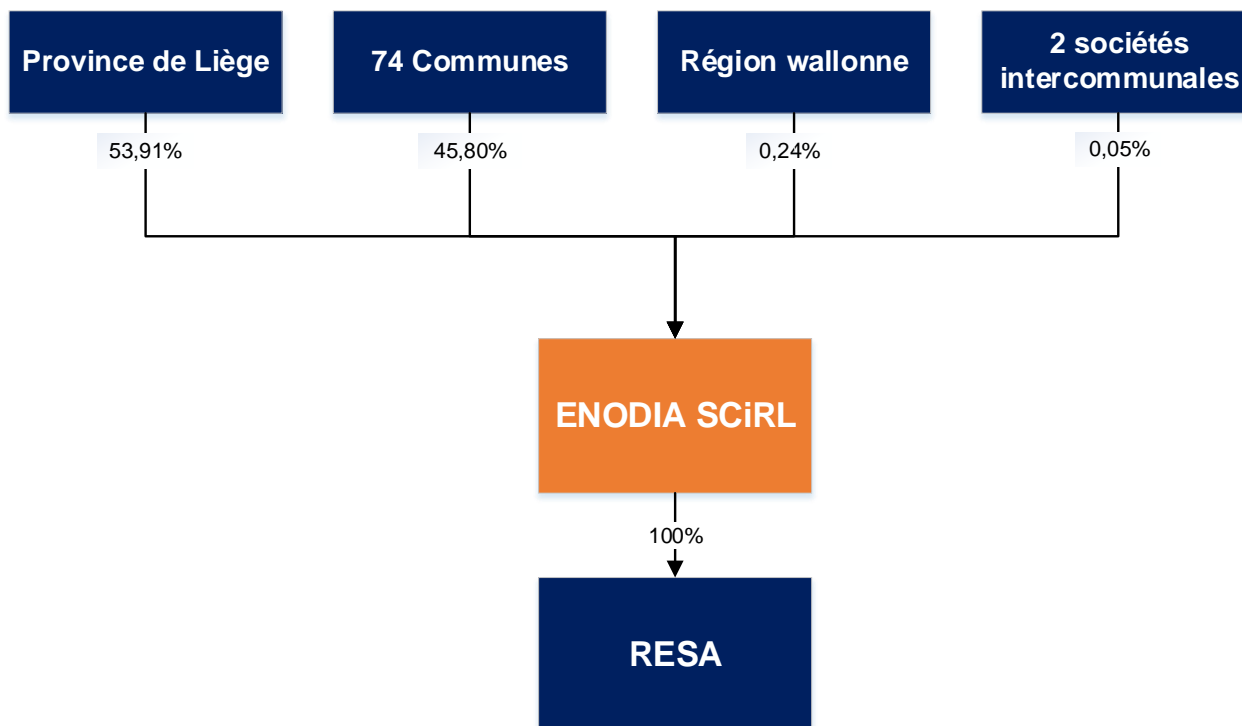 Province de Liège
74 Communes
Région wallonne
2 sociétés
intercommunales
53,91%
45,80%
0,24%
0,05%
ENODIA SCiRL
100%
RESA